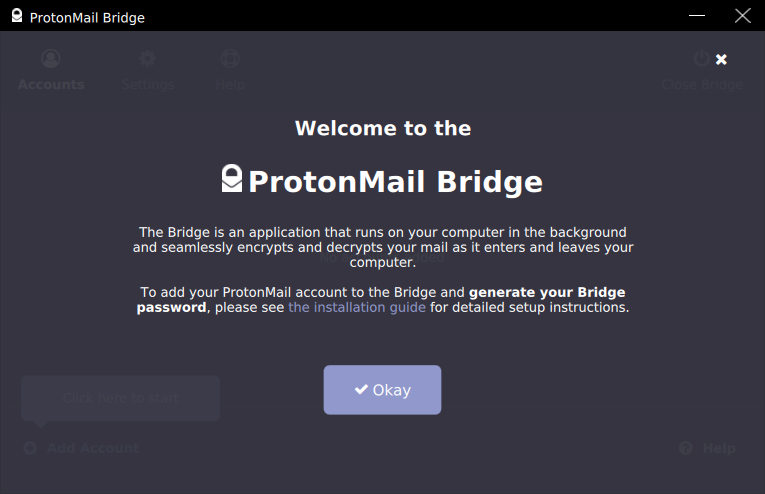 ProtonMail Bridge
Accounts Settings Help Close Bridge
Welcome to the
ProtonMail Bridge
The Bridge is an application that runs on your computer in the background
and seamlessly encrypts and decrypts your mail as it enters and leaves your
computer.
To add your ProtonMail account to the Bridge and generate your Bridge
password, please see the installation guide for detailed setup instructions.
Okay
Click here to start
Add Account Help